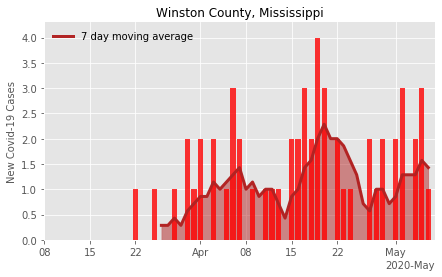 Winston County, Mississippi
7 day moving average
New Covid-19 Cases
4.0
3.5
3.0
2.5
2.0
1.5
1.0
0.5
0.0
08 15 22 Apr 08 15 22 May
2020-May